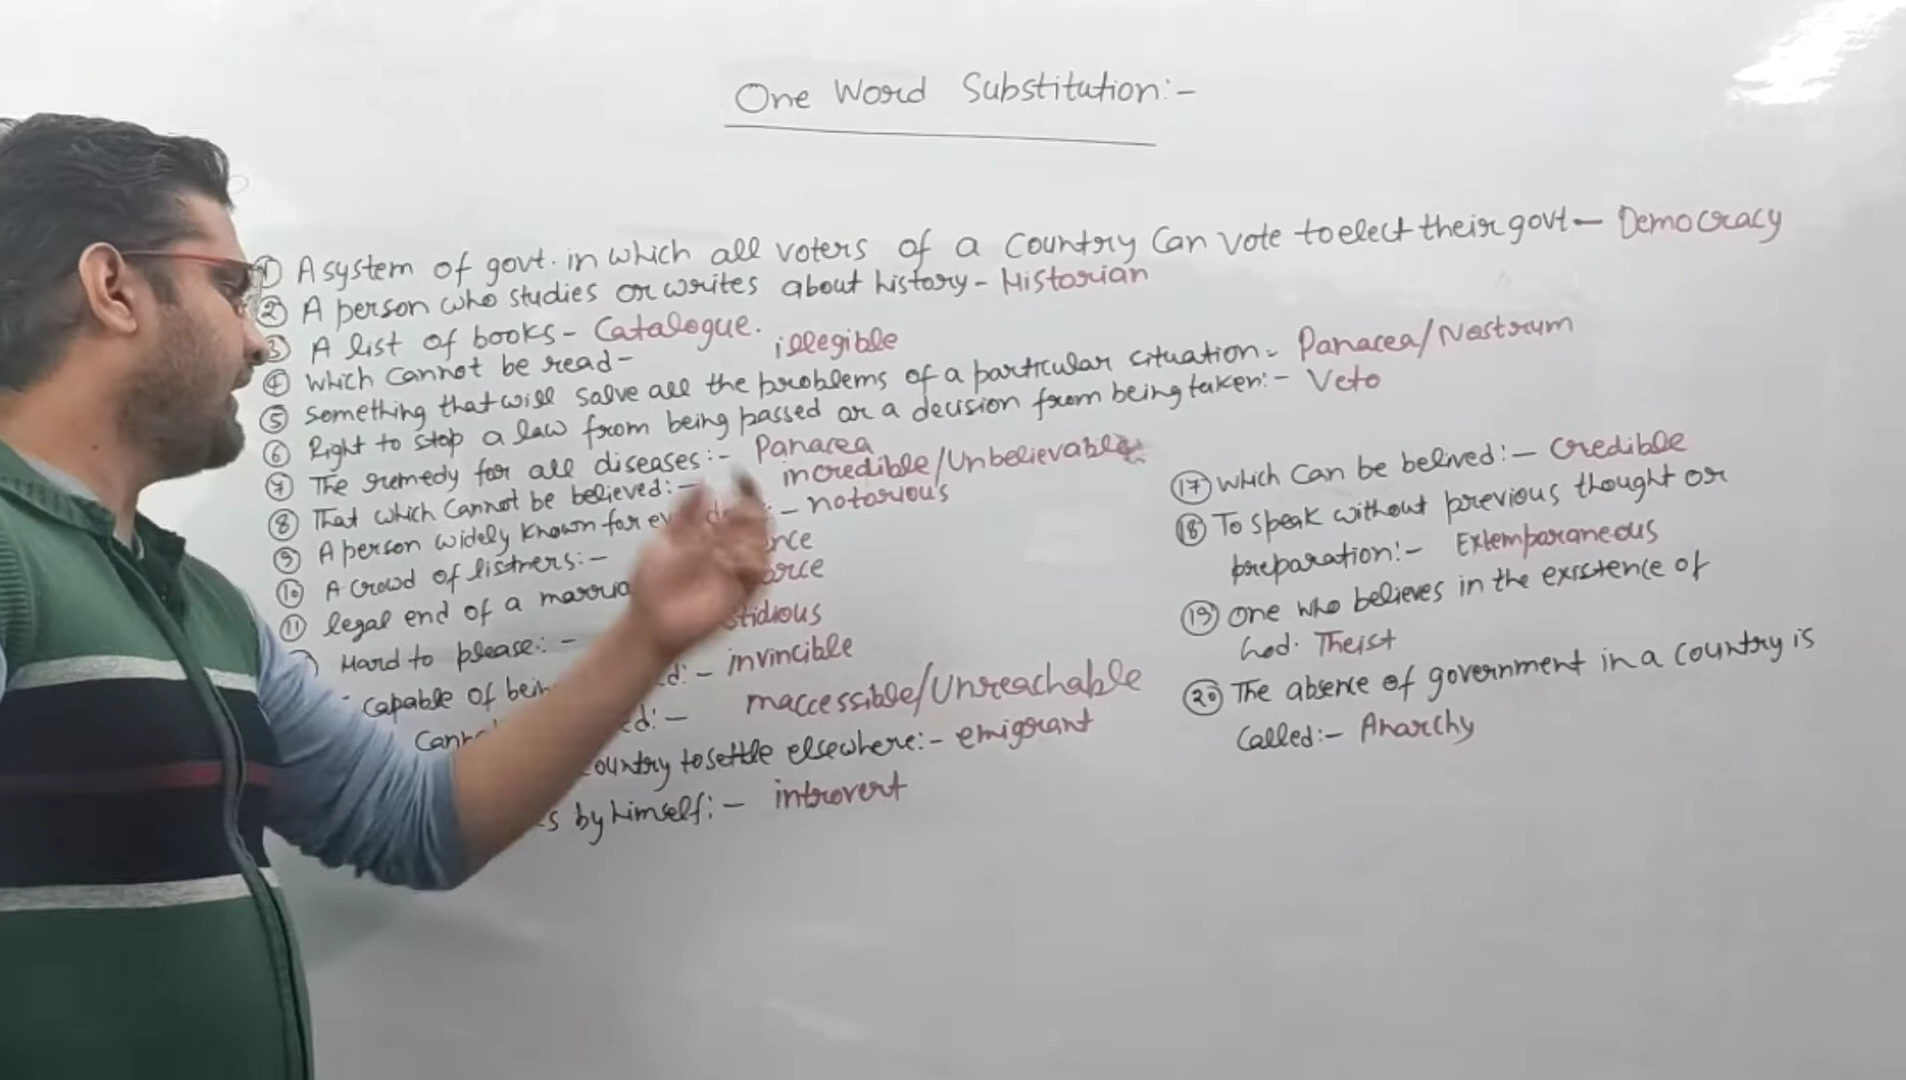 One Word Substitution:-
① A system of govt. in which all voters of a Country Can vote to elect their govt - Democracy
② A person who studies or writes about history - Historian
③ A list of books - Catalogue.
④ which cannot be read - illegible
⑤ Something that will solve all the problems of a particular cituation - Panacea/Nostrum
⑥ Right to stop a law from being passed or a decision from being taken:- Veto
⑦ The remedy for all diseases:- Panacea
⑧ That which Cannot be believed:- incredible/Unbelievable
⑨ A person widely known for - notorious
⑩ A Crowd of listners:-
⑪ legal end of a
Hard to please:-
capable of :- invincible
:- inaccessible/Unreachable
to settle elsewhere:- emigrant
by himself:- introvert
⑰ which Can be belived:- Credible
⑱ To speak without previous thought or
preparation:- Extemporaneous
⑲ One who believes in the existence of
God. Theist
⑳ The absence of government in a country is
Called:- Anarchy